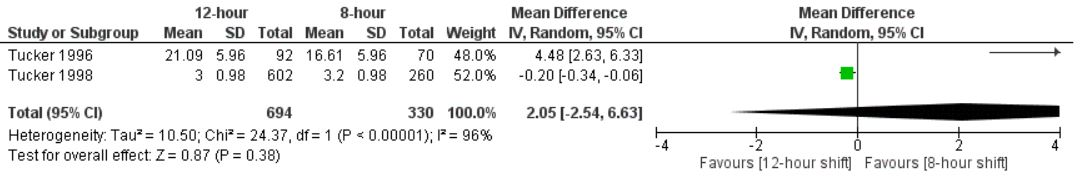 12-hour 8-hour Mean Difference Mean Difference
Study or Subgroup Mean SD Total Mean SD Total Weight IV, Random, 95% CI IV, Random, 95% CI
Tucker 1996 21.09 5.96 92 16.61 5.96 70 48.0% 4.48 [2.63, 6.33]
Tucker 1998 3 0.98 602 3.2 0.98 260 52.0% -0.20 [-0.34, -0.06]
Total (95% CI) 694 330 100.0% 2.05 [-2.54, 6.63]
Heterogeneity: Tau² = 10.50; Chi² = 24.37, df = 1 (P < 0.00001); I² = 96%
Test for overall effect: Z = 0.87 (P = 0.38)
-4 -2 0 2 4
Favours [12-hour shift] Favours [8-hour shift]